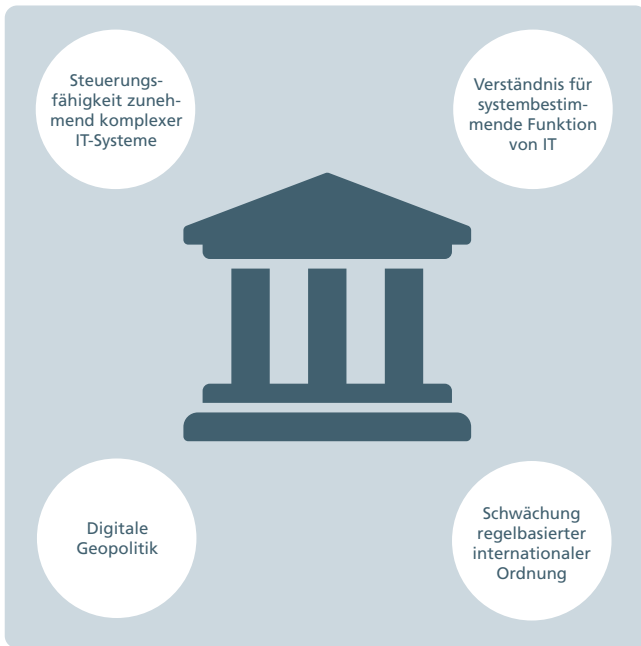 Steuerungs-
fähigkeit zuneh-
mend komplexer
IT-Systeme
Verständnis für
systembestim-
mende Funktion
von IT
Digitale
Geopolitik
Schwächung
regelbasierter
internationaler
Ordnung